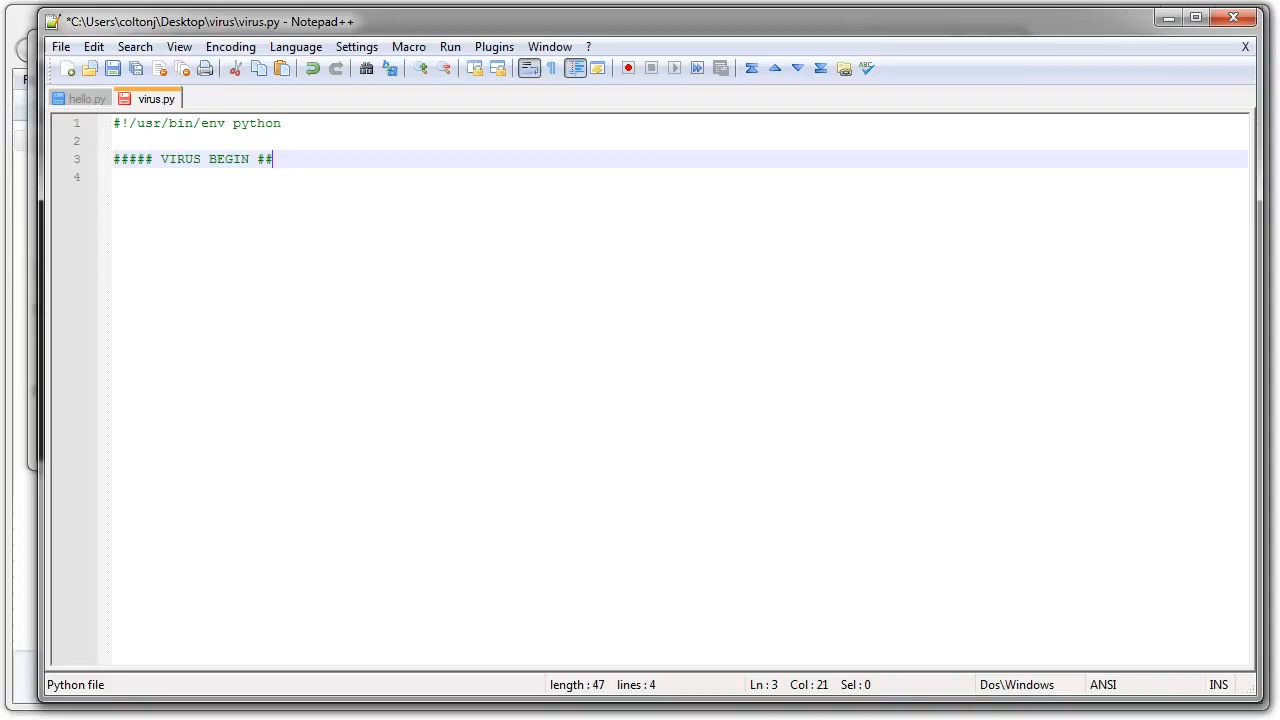 *C:\Users\coltonj\Desktop\virus\virus.py - Notepad++
File Edit Search View Encoding Language Settings Macro Run Plugins Window ? X
hello.py virus.py
1 #!/usr/bin/env python
2
3 ##### VIRUS BEGIN ##
4
Python file length : 47 lines : 4 Ln : 3 Col : 21 Sel : 0 Dos\Windows ANSI INS